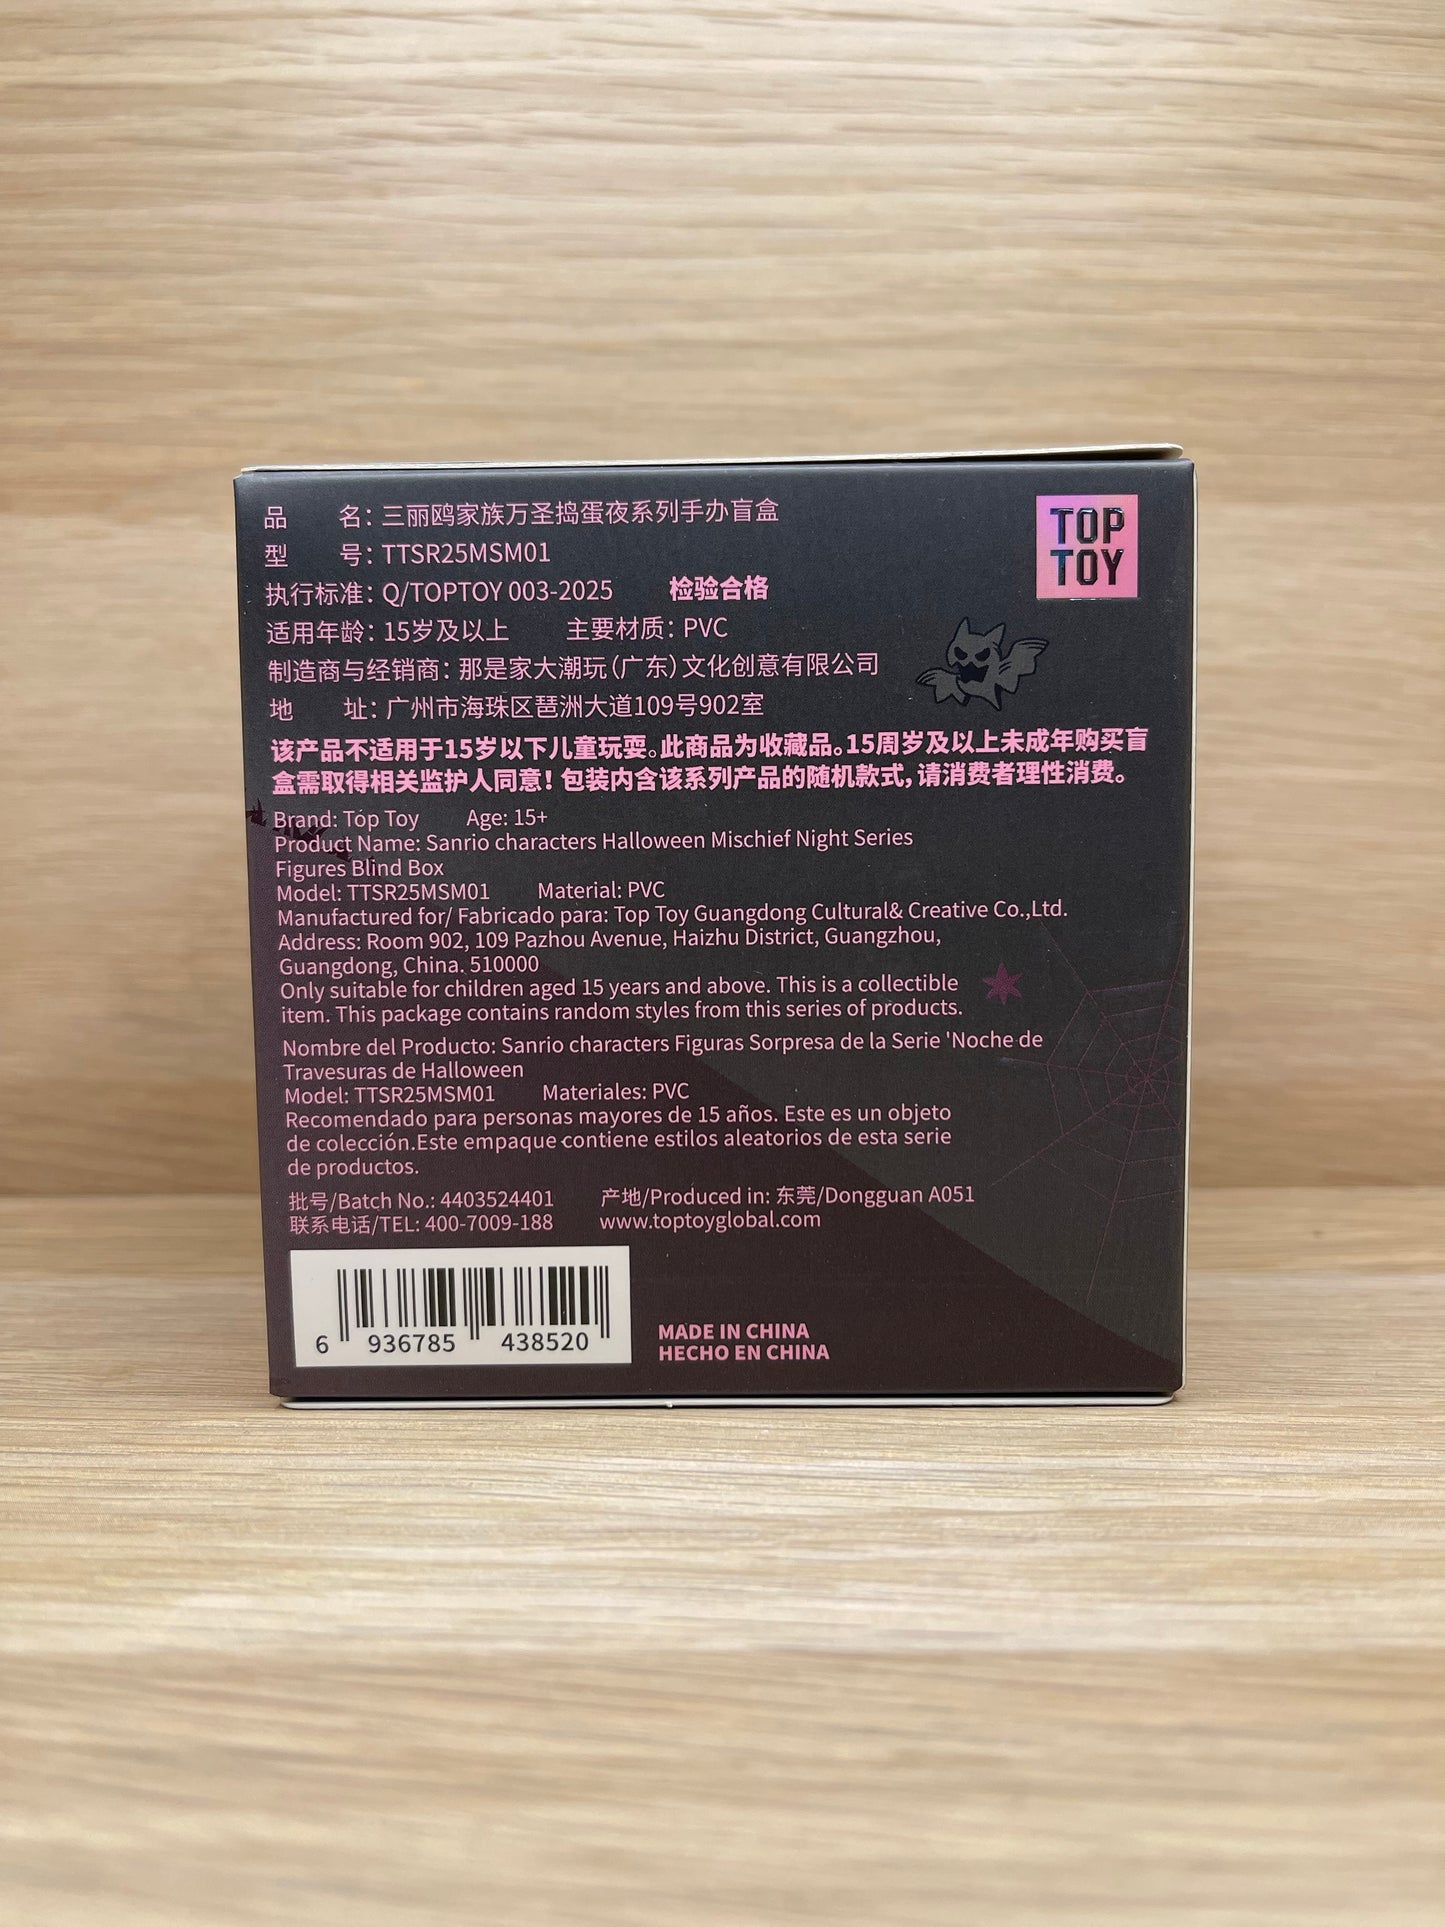 品 名：三丽鸥家族万圣捣蛋夜系列手办盲盒
型 号：TTSR25MSM01
执行标准：Q/TOPTOY 003-2025 检验合格
适用年龄：15岁及以上 主要材质：PVC
制造商与经销商：那是家大潮玩（广东）文化创意有限公司
地 址：广州市海珠区琶洲大道109号902室
TOP
TOY
该产品不适用于15岁以下儿童玩耍。此商品为收藏品。15周岁及以上未成年购买盲
盒需取得相关监护人同意！包装内含该系列产品的随机款式，请消费者理性消费。
Brand: Top Toy Age: 15+
Product Name: Sanrio characters Halloween Mischief Night Series
Figures Blind Box
Model: TTSR25MSM01 Material: PVC
Manufactured for/ Fabricado para: Top Toy Guangdong Cultural& Creative Co.,Ltd.
Address: Room 902, 109 Pazhou Avenue, Haizhu District, Guangzhou,
Guangdong, China. 510000
Only suitable for children aged 15 years and above. This is a collectible
item. This package contains random styles from this series of products.
Nombre del Producto: Sanrio characters Figuras Sorpresa de la Serie 'Noche de
Travesuras de Halloween
Model: TTSR25MSM01 Materiales: PVC
Recomendado para personas mayores de 15 años. Este es un objeto
de colección.Este empaque contiene estilos aleatorios de esta serie
de productos.
批号/Batch No.: 4403524401 产地/Produced in: 东莞/Dongguan A051
联系电话/TEL: 400-7009-188 www.toptoyglobal.com
6 936785 438520
MADE IN CHINA
HECHO EN CHINA